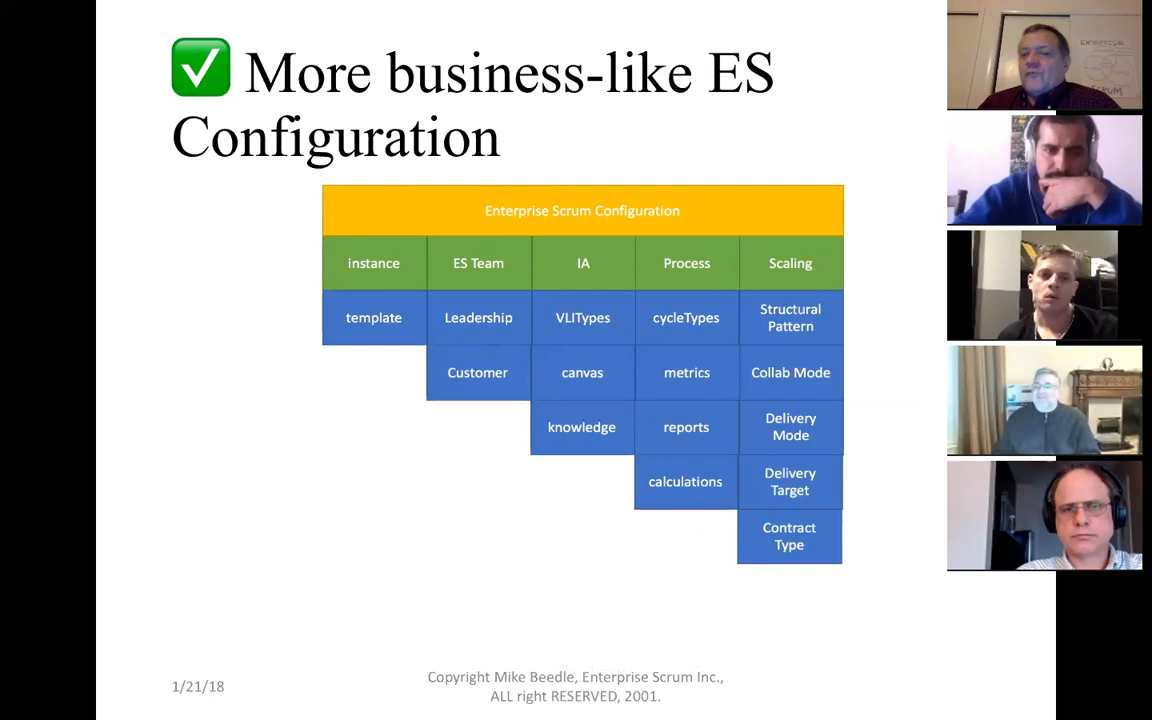 ✅ More business-like ES
Configuration
Enterprise Scrum Configuration
instance
ES Team
IA
Process
Scaling
template
Leadership
VLITypes
cycleTypes
Structural
Pattern
Customer
canvas
metrics
Collab Mode
knowledge
reports
Delivery
Mode
calculations
Delivery
Target
Contract
Type
1/21/18
Copyright Mike Beedle, Enterprise Scrum Inc.,
ALL right RESERVED, 2001.
ENTERPRISE
SCRUM